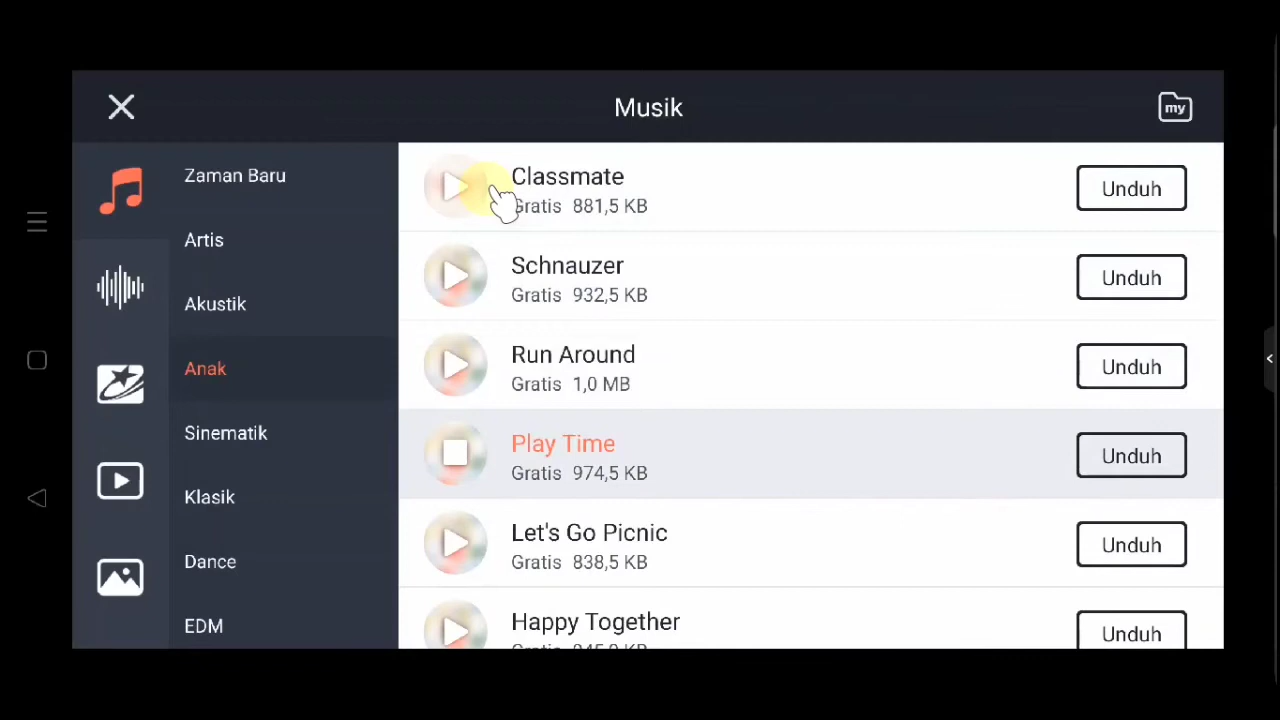 Musik
my
Zaman Baru
Artis
Akustik
Anak
Sinematik
Klasik
Dance
EDM
Classmate
Gratis 881,5 KB
Unduh
Schnauzer
Gratis 932,5 KB
Unduh
Run Around
Gratis 1,0 MB
Unduh
Play Time
Gratis 974,5 KB
Unduh
Let's Go Picnic
Gratis 838,5 KB
Unduh
Happy Together
Unduh